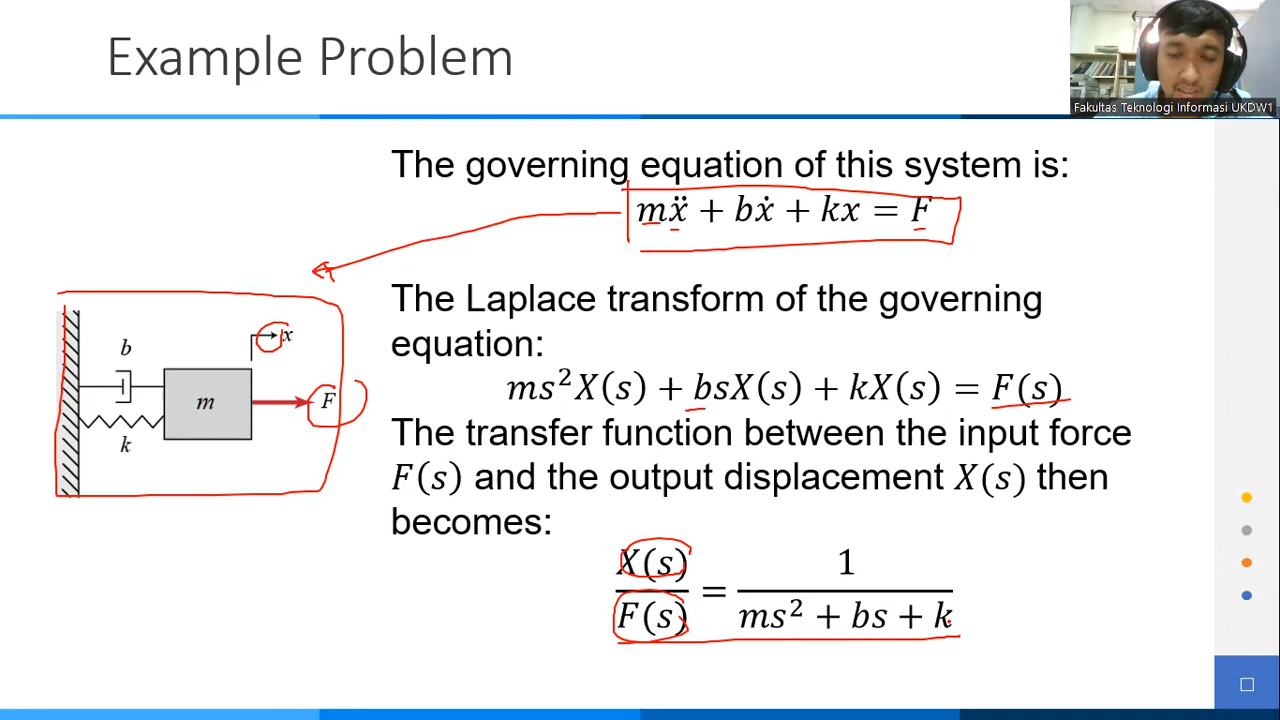 Example Problem
Fakultas Teknologi Informasi UKDW1
The governing equation of this system is:
mẍ + bẋ + kx = F
The Laplace transform of the governing
equation:
ms²X(s) + bsX(s) + kX(s) = F(s)
The transfer function between the input force
F(s) and the output displacement X(s) then
becomes:
X(s)/F(s) = 1/(ms² + bs + k)
x
b
m
F
k